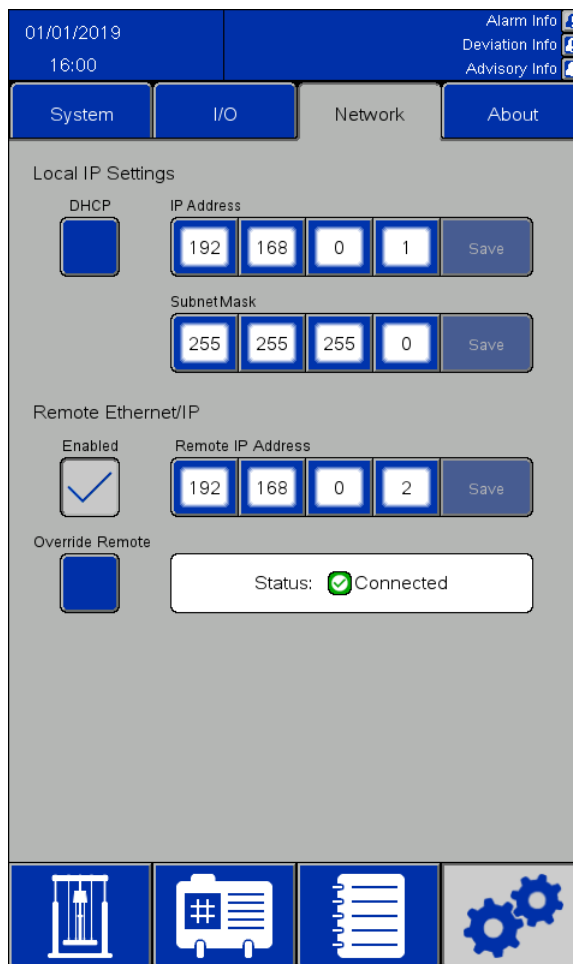 01/01/2019
16:00
Alarm Info
Deviation Info
Advisory Info
System
I/O
Network
About
Local IP Settings
DHCP
IP Address
192 168 0 1 Save
Subnet Mask
255 255 255 0 Save
Remote Ethernet/IP
Enabled
Remote IP Address
192 168 0 2 Save
Override Remote
Status: Connected
#